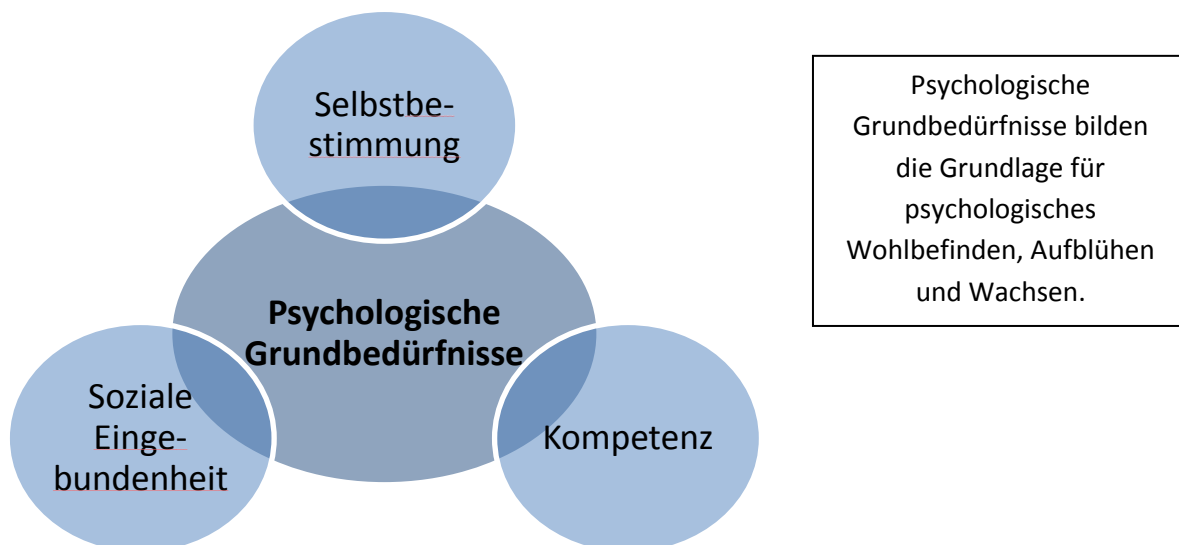 Selbstbe-
stimmung
Psychologische
Grundbedürfnisse
Soziale
Einge-
bundenheit
Kompetenz
Psychologische
Grundbedürfnisse bilden
die Grundlage für
psychologisches
Wohlbefinden, Aufblühen
und Wachsen.